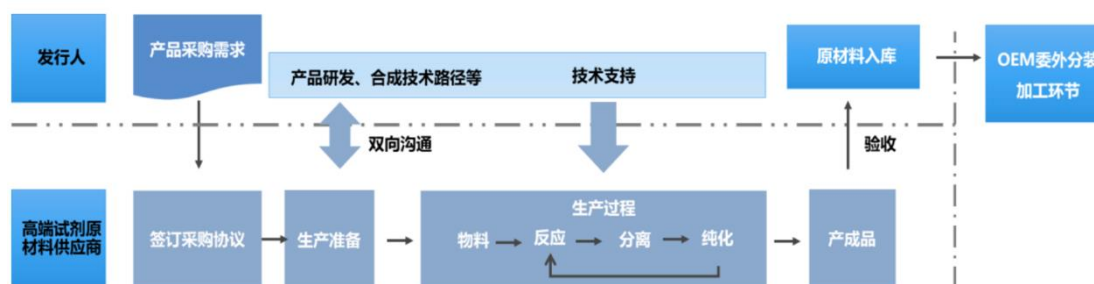 发行人
产品采购需求
产品研发、合成技术路径等
技术支持
原材料入库
OEM委外分装
加工环节
双向沟通
验收
高端试剂原
材料供应商
签订采购协议
生产准备
生产过程
物料
反应
分离
纯化
产成品